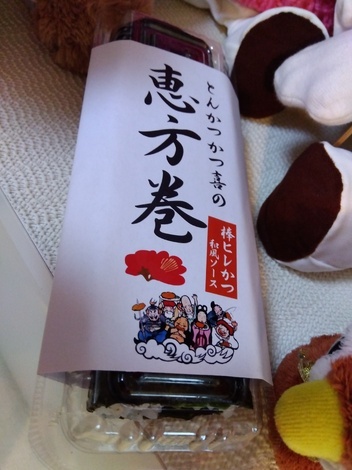 とんかつかつ喜の
恵方巻
棒ヒレかつ
和風ソース